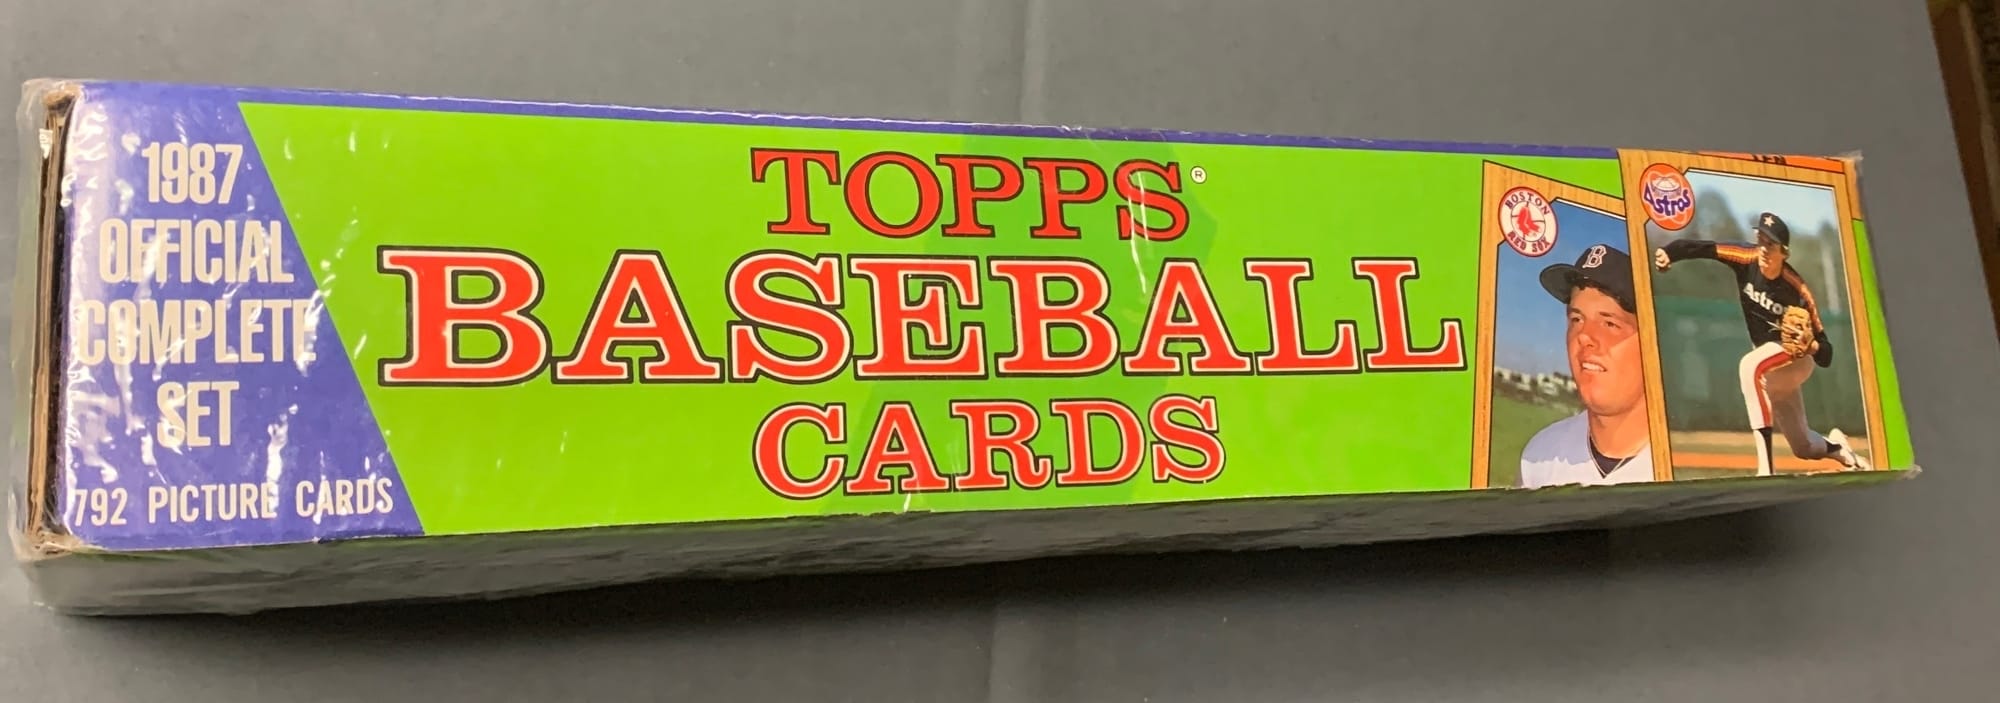 1987
OFFICIAL
COMPLETE
SET
792 PICTURE CARDS
TOPPS®
BASEBALL
CARDS
BOSTON
RED SOX
B
Astros
Astros